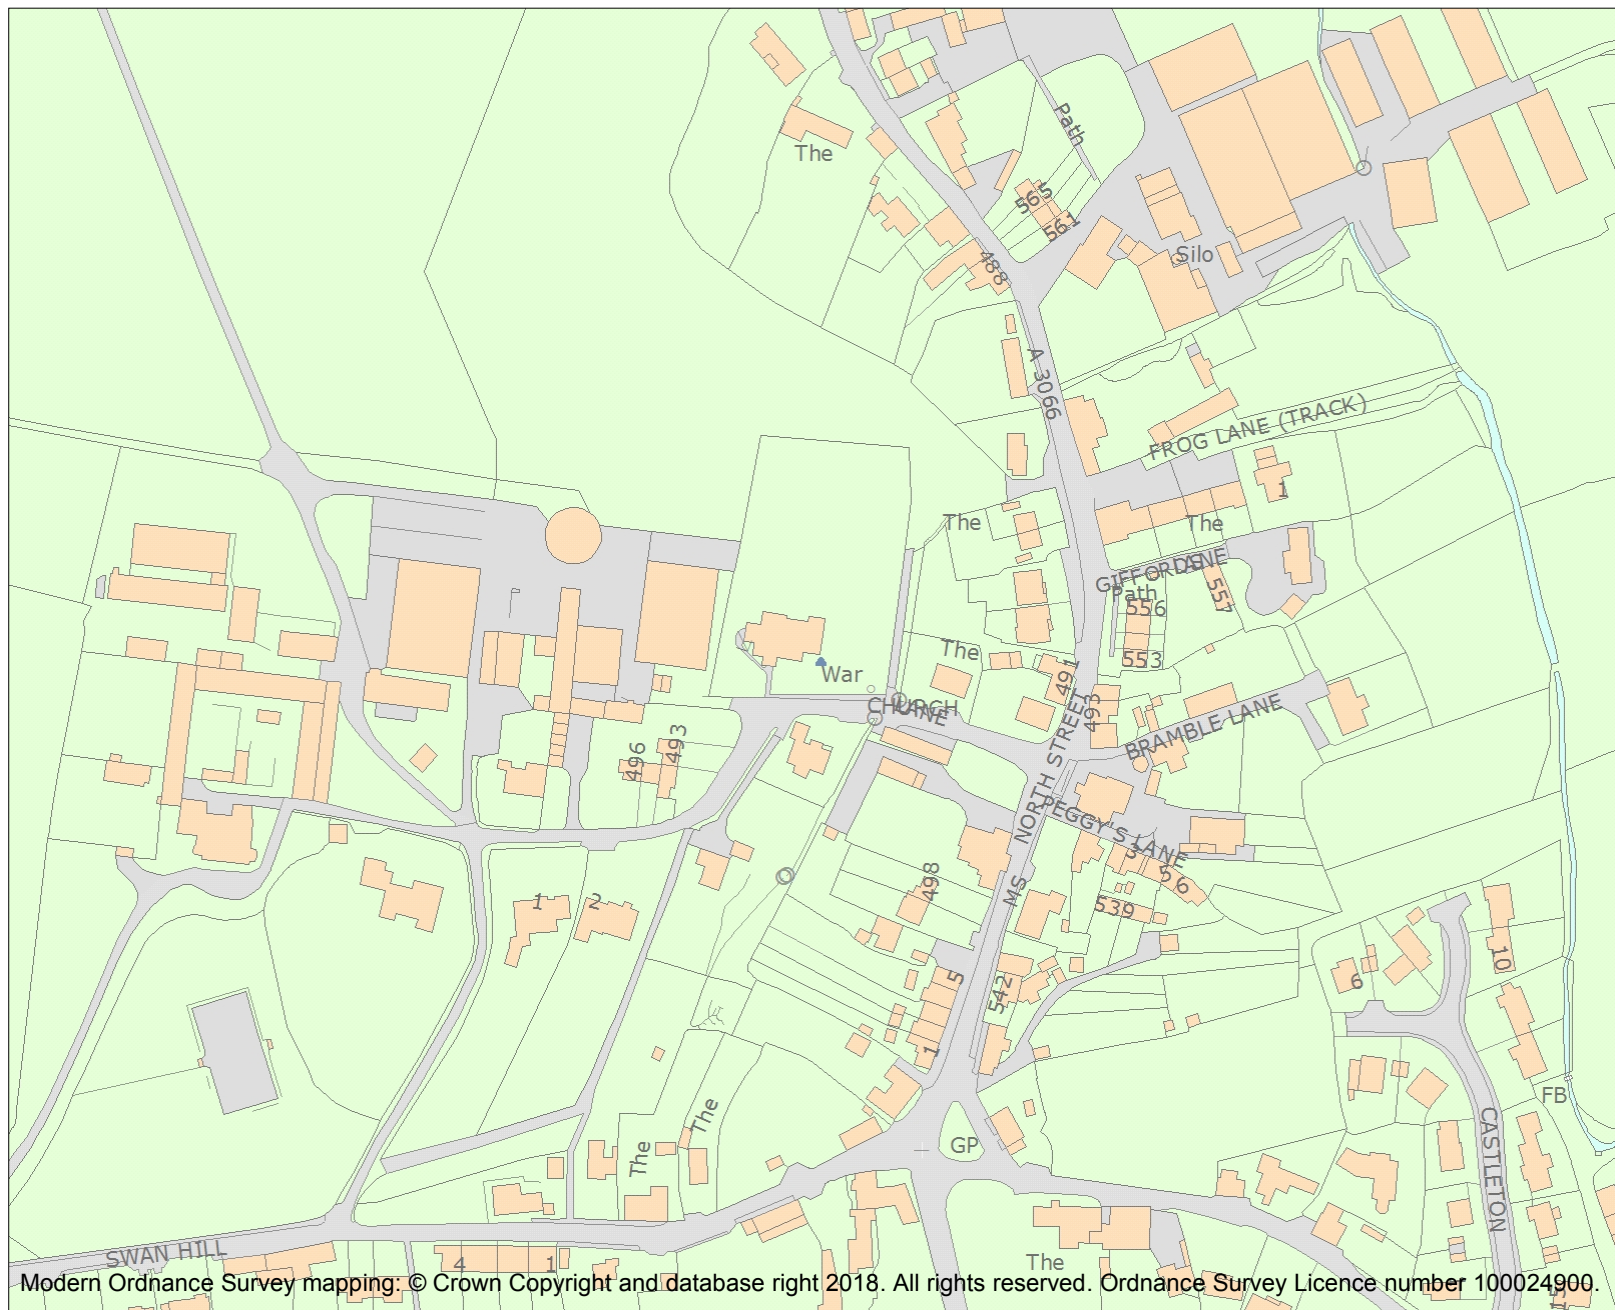 Path
The
565
561
Silo
488
A 3066
FROG LANE (TRACK)
1
The
The
GIFFORDS
LANE
Path
557
556
553
The
War
491
CHURCH
LANE
493
BRAMBLE LANE
NORTH STREET
493
496
PEGGY'S LANE
3
5 6
498
MS
539
1
2
10
6
5
542
1
FB
The
The
GP
CASTLETON
SWAN HILL
4
1
The
Modern Ordnance Survey mapping: © Crown Copyright and database right 2018. All rights reserved. Ordnance Survey Licence number 100024900.